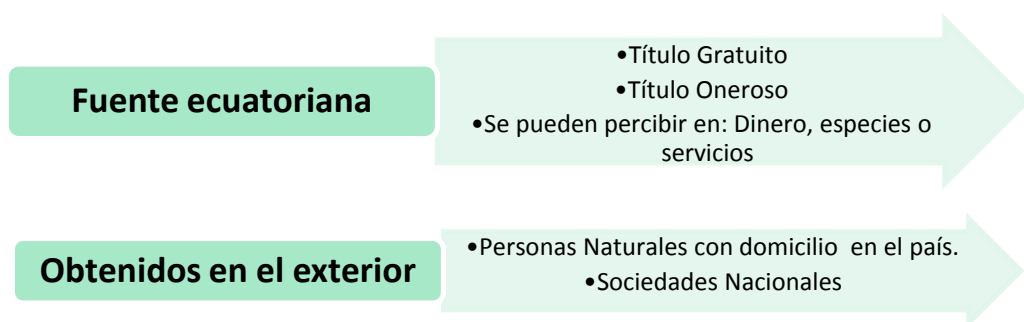 Fuente ecuatoriana
•Título Gratuito
•Título Oneroso
•Se pueden percibir en: Dinero, especies o
servicios
Obtenidos en el exterior
•Personas Naturales con domicilio  en el país.
•Sociedades Nacionales